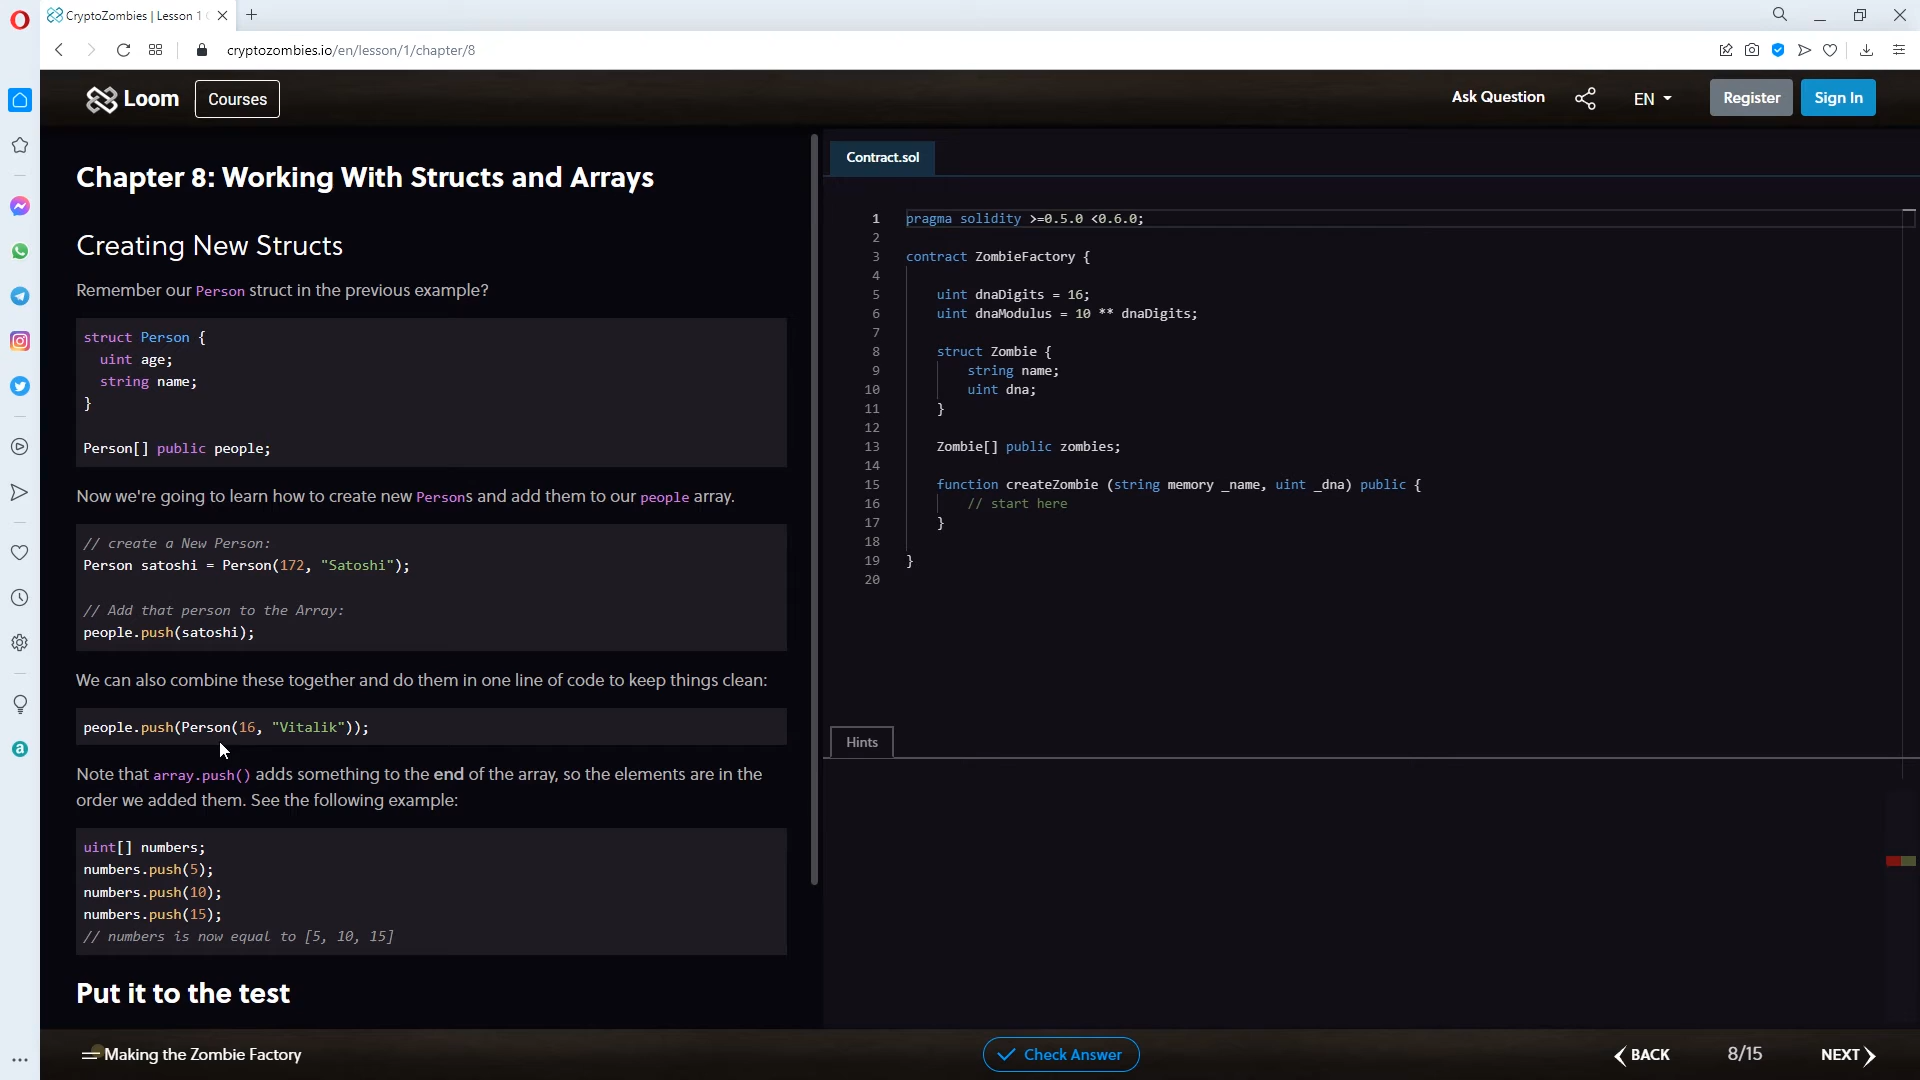 CryptoZombies | Lesson 1
cryptozombies.io/en/lesson/1/chapter/8
Loom
Courses
Ask Question
EN
Register
Sign In
Chapter 8: Working With Structs and Arrays
Creating New Structs
Remember our Person struct in the previous example?
struct Person {
uint age;
string name;
}
Person[] public people;
Now we're going to learn how to create new Persons and add them to our people array.
// create a New Person:
Person satoshi = Person(172, "Satoshi");
// Add that person to the Array:
people.push(satoshi);
We can also combine these together and do them in one line of code to keep things clean:
people.push(Person(16, "Vitalik"));
Note that array.push() adds something to the end of the array, so the elements are in the
order we added them. See the following example:
uint[] numbers;
numbers.push(5);
numbers.push(10);
numbers.push(15);
// numbers is now equal to [5, 10, 15]
Put it to the test
Contract.sol
1 pragma solidity >=0.5.0 <0.6.0;
2
3 contract ZombieFactory {
4
5 uint dnaDigits = 16;
6 uint dnaModulus = 10 ** dnaDigits;
7
8 struct Zombie {
9 string name;
10 uint dna;
11 }
12
13 Zombie[] public zombies;
14
15 function createZombie (string memory _name, uint _dna) public {
16 // start here
17 }
18
19 }
20
Hints
a
Making the Zombie Factory
Check Answer
BACK
8/15
NEXT